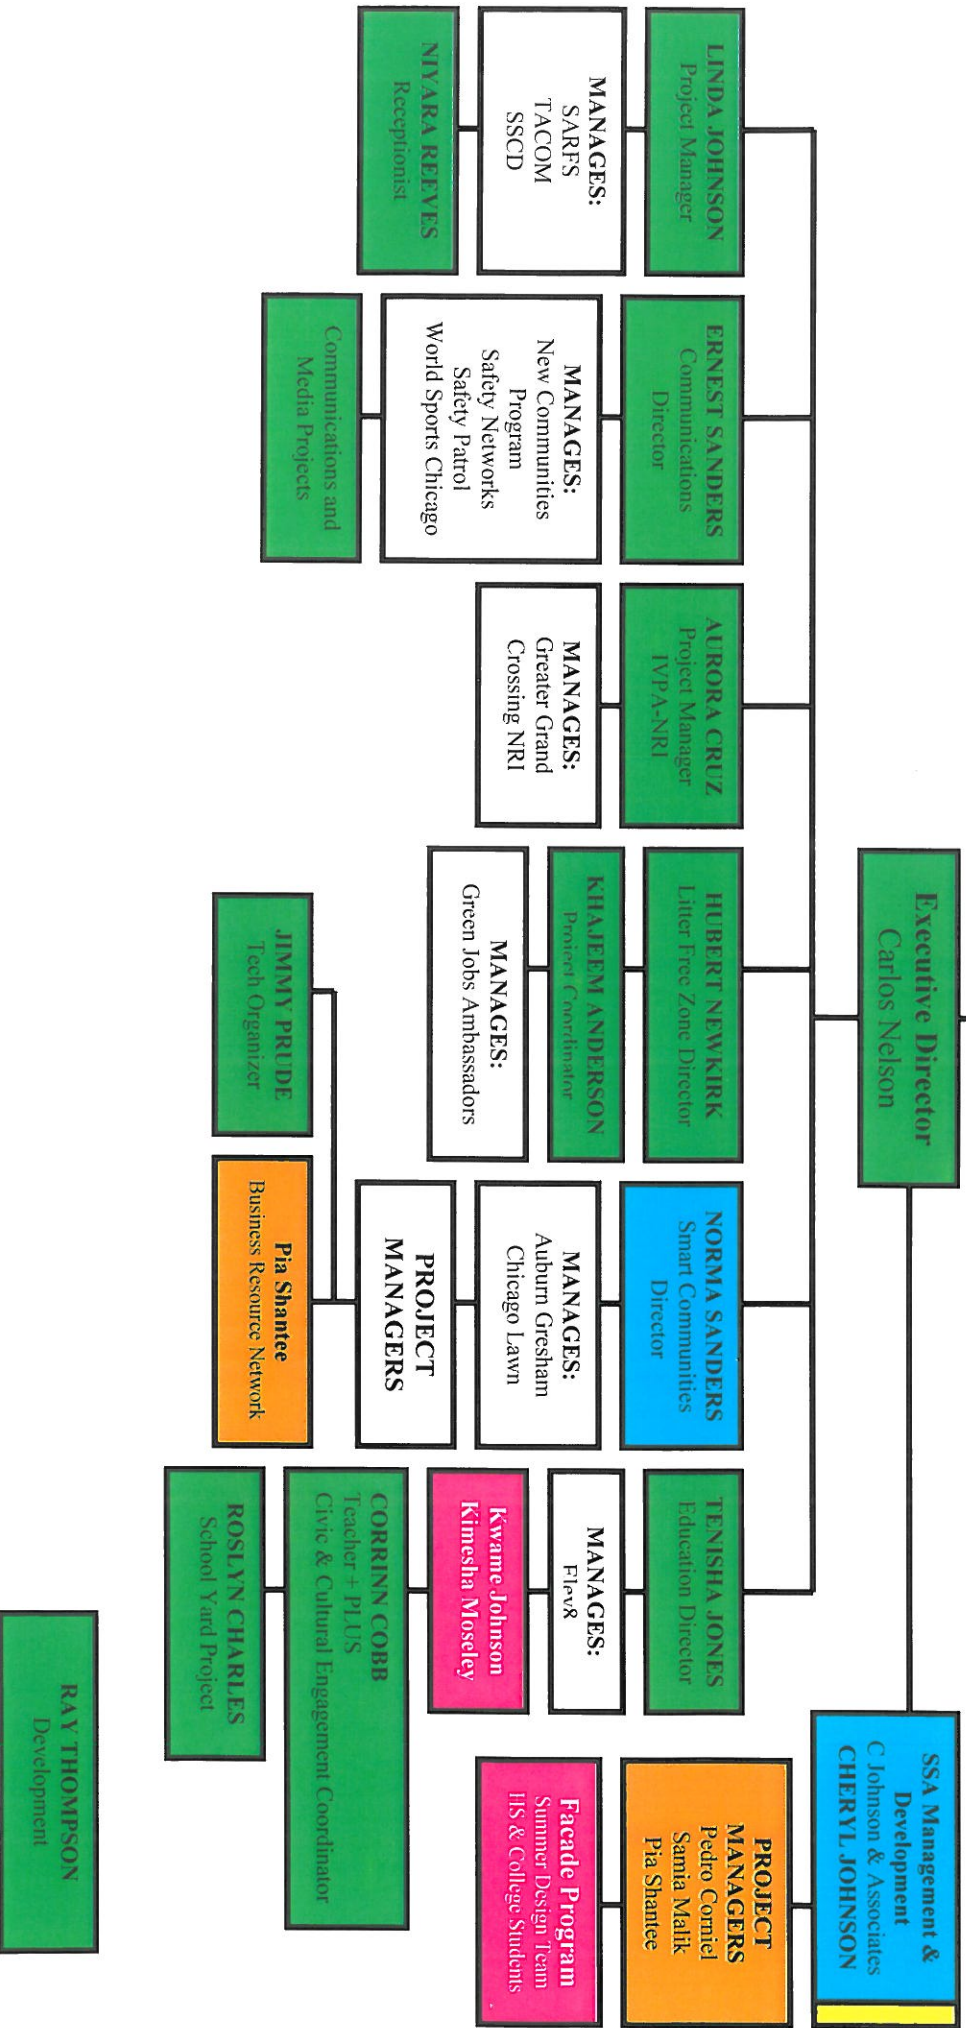 Executive Director
Carlos Nelson
SSA Management &
Development
C Johnson & Associates
CHERYL JOHNSON
PROJECT
MANAGERS
Pedro Corniel
Samia Malik
Pia Shantee
Facade Program
Summer Design Team
HS & College Students
LINDA JOHNSON
Project Manager
MANAGES:
SARFS
TACOM
SSCD
NIYARA REEVES
Receptionist
ERNEST SANDERS
Communications
Director
MANAGES:
New Communities
Program
Safety Networks
Safety Patrol
World Sports Chicago
Communications and
Media Projects
AURORA CRUZ
Project Manager
IVPA-NRI
MANAGES:
Greater Grand
Crossing NRI
HUBERT NEWKIRK
Litter Free Zone Director
KHAJEEM ANDERSON
Project Coordinator
MANAGES:
Green Jobs Ambassadors
NORMA SANDERS
Smart Communities
Director
MANAGES:
Auburn Gresham
Chicago Lawn
PROJECT
MANAGERS
JIMMY PRUDE
Tech Organizer
Pia Shantee
Business Resource Network
TENISHA JONES
Education Director
MANAGES:
Elev8
Kwame Johnson
Kimesha Moseley
CORRINN COBB
Teacher + PLUS
Civic & Cultural Engagement Coordinator
ROSLYN CHARLES
School Yard Project
RAY THOMPSON
Development